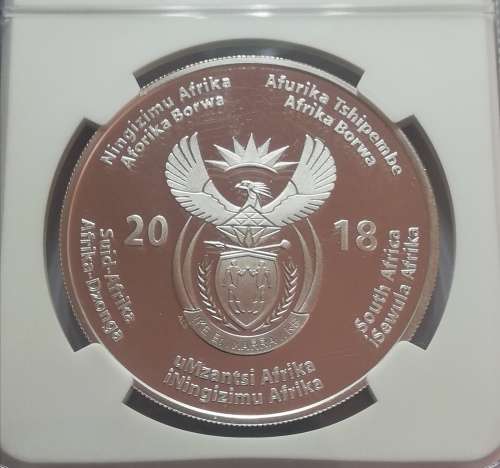 Ningizimu Afrika
Aforika Borwa
Afurika Tshipembe
Afrika Borwa
20 18
Suid-Afrika
Afrika-Dzonga
South Africa
iSewula Afrika
uMzantsi Afrika
iNingizimu Afrika